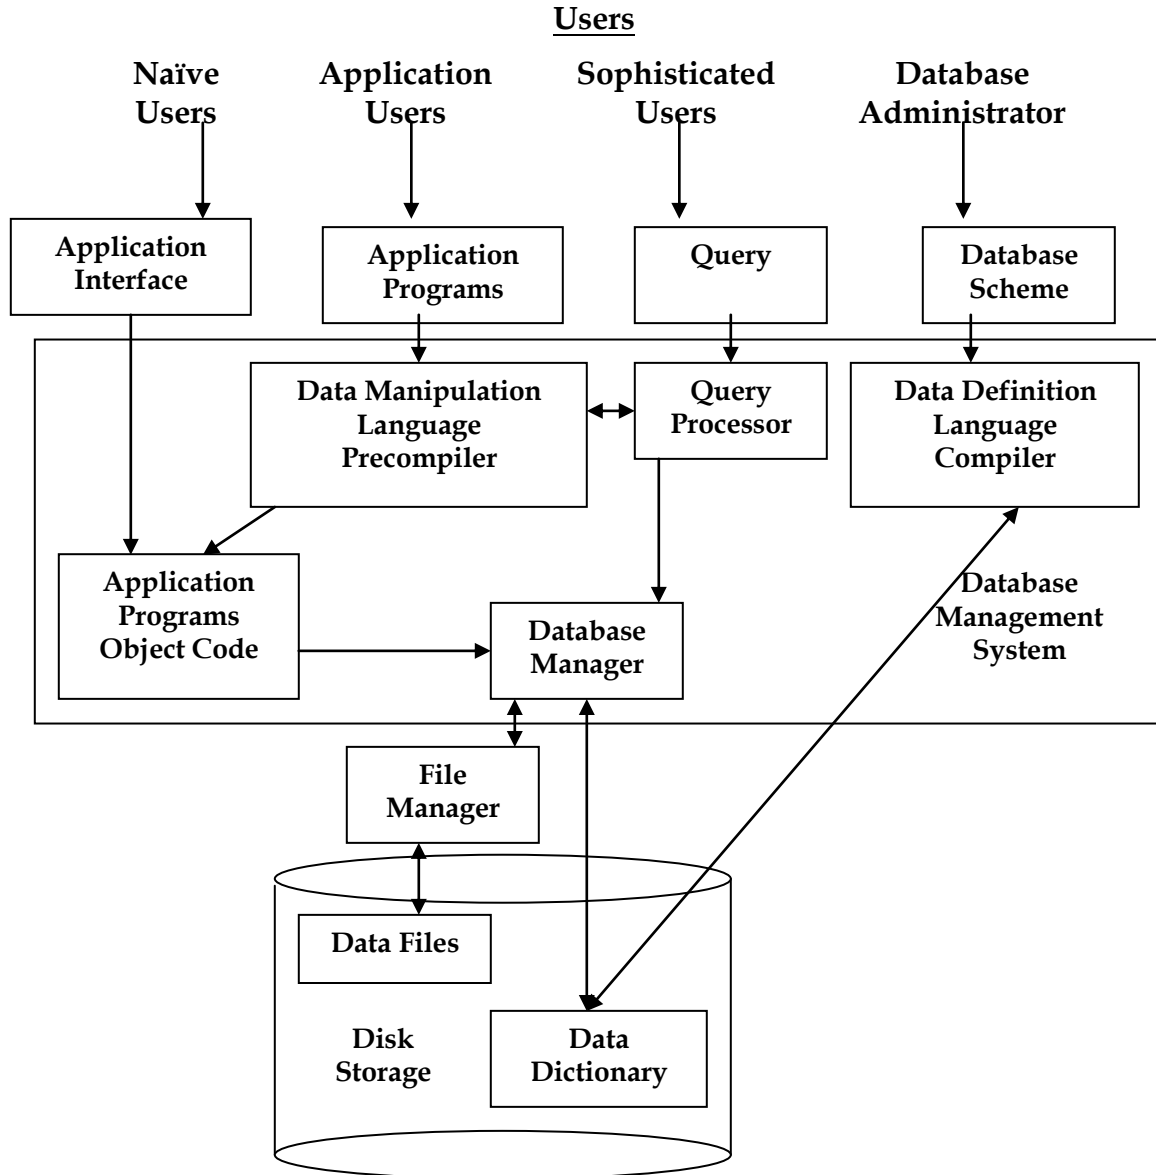 Users
Naïve
Users
Application
Users
Sophisticated
Users
Database
Administrator
Application
Interface
Application
Programs
Query
Database
Scheme
Data Manipulation
Language
Precompiler
Query
Processor
Data Definition
Language
Compiler
Application
Programs
Object Code
Database
Manager
Database
Management
System
File
Manager
Data Files
Disk
Storage
Data
Dictionary